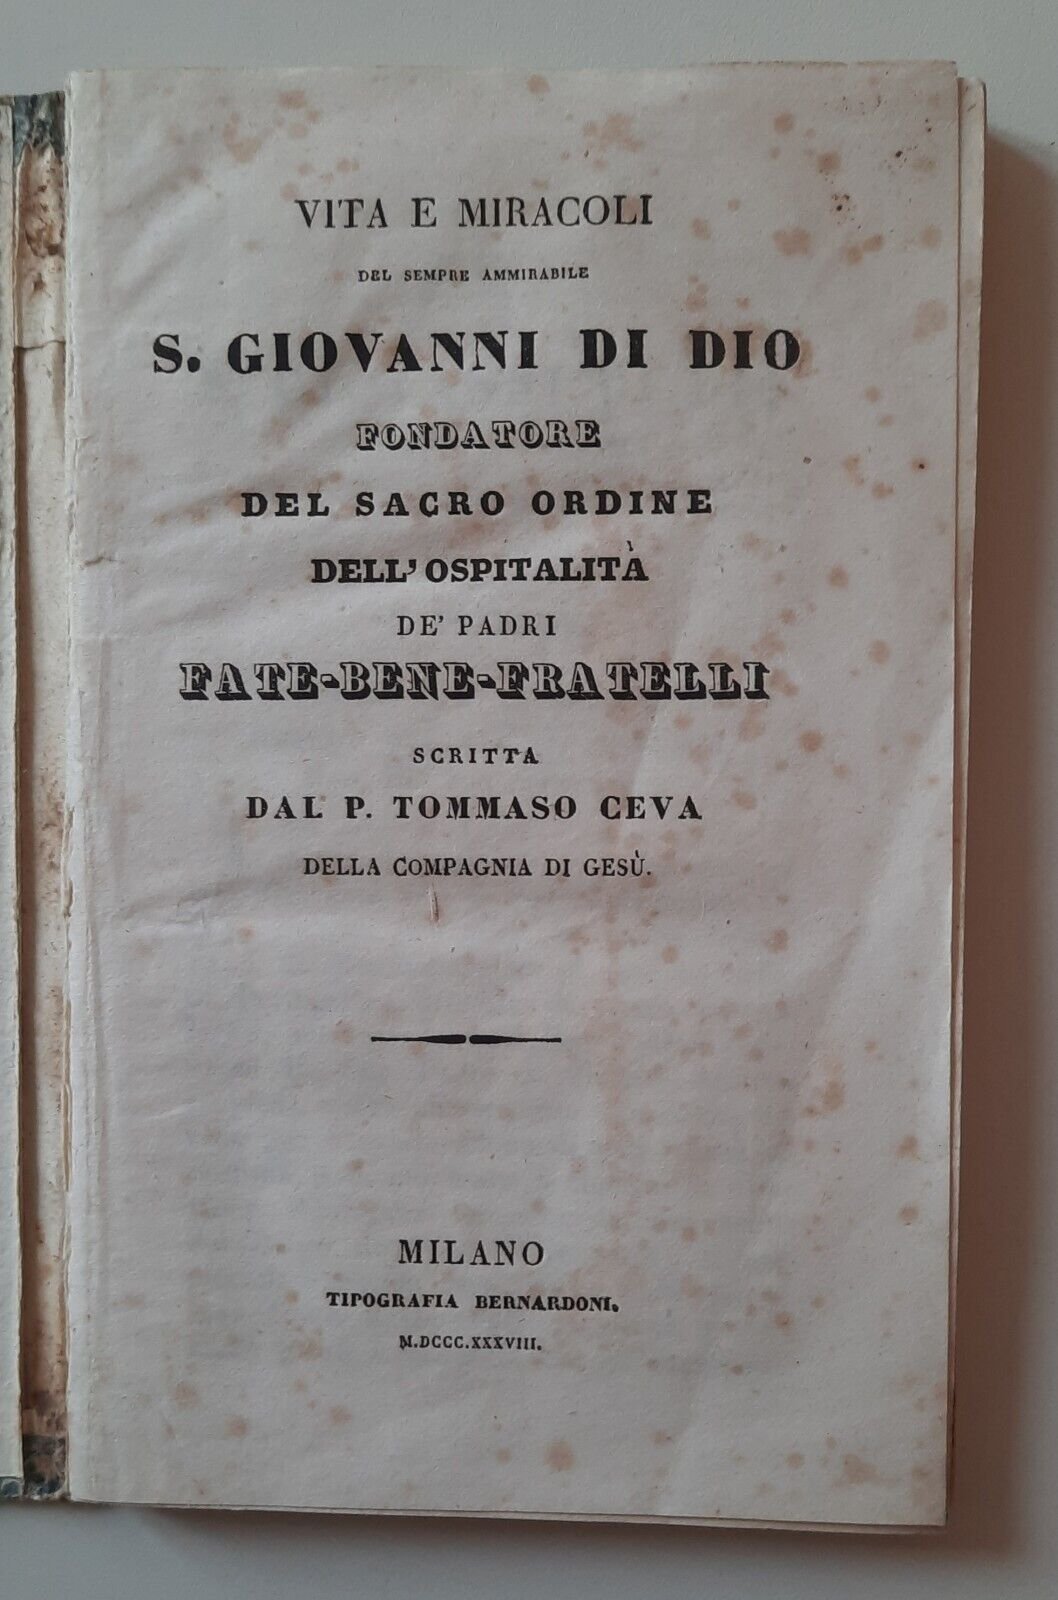 VITA E MIRACOLI
DEL SEMPRE AMMIRABILE
S. GIOVANNI DI DIO
FONDATORE
DEL SACRO ORDINE
DELL' OSPITALITÀ
DE' PADRI
FATE-BENE-FRATELLI
SCRITTA
DAL P. TOMMASO CEVA
DELLA COMPAGNIA DI GESÙ.
MILANO
TIPOGRAFIA BERNARDONI.
M.DCCC.XXXVIII.